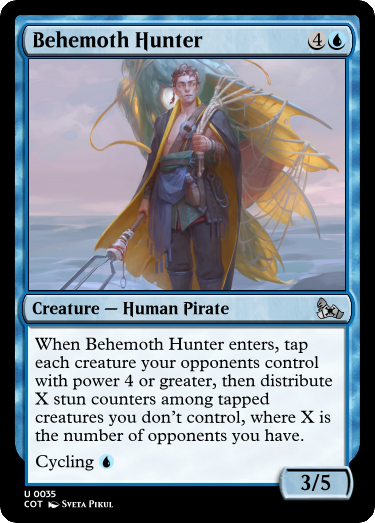 Behemoth Hunter 4
Creature — Human Pirate
When Behemoth Hunter enters, tap
each creature your opponents control
with power 4 or greater, then distribute
X stun counters among tapped
creatures you don't control, where X is
the number of opponents you have.
Cycling
3/5
U 0035
COT Sveta Pikul